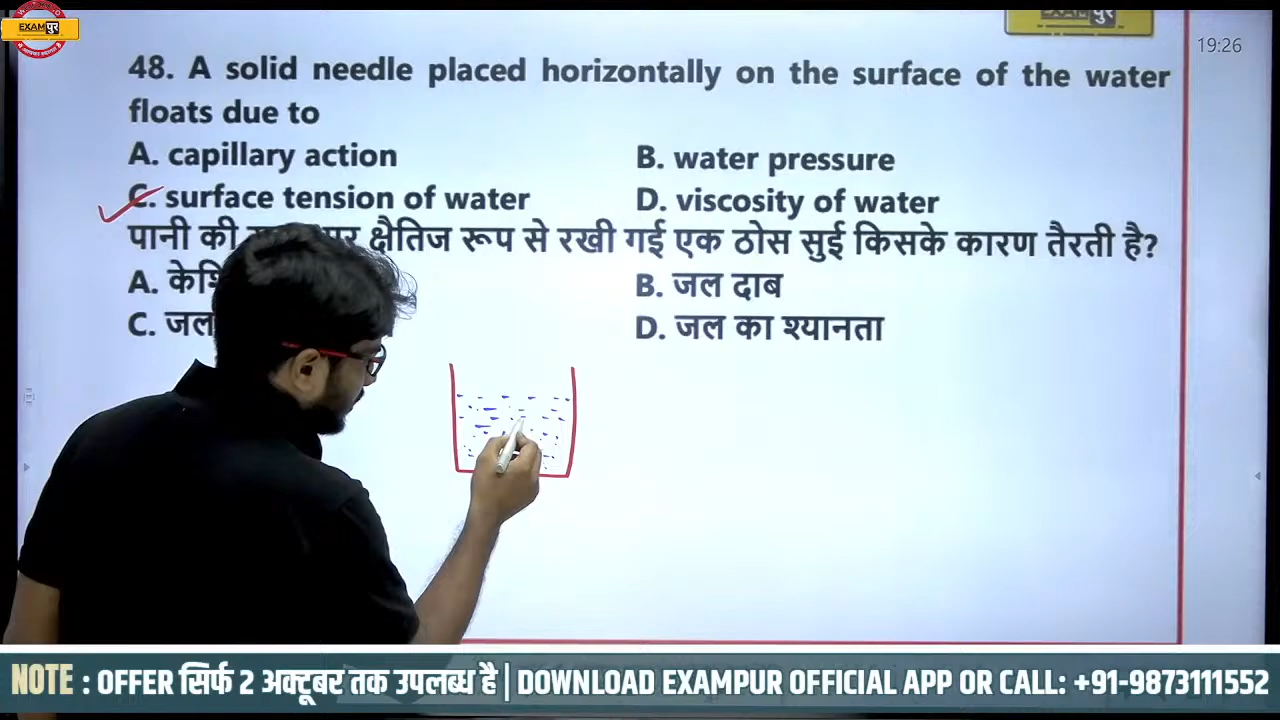 EXAMपुर
EXAMपुर
19:26
48. A solid needle placed horizontally on the surface of the water
floats due to
A. capillary action
B. water pressure
C. surface tension of water
D. viscosity of water
पानी की पर क्षैतिज रूप से रखी गई एक ठोस सुई किसके कारण तैरती है?
A.
B. जल दाब
C. जल
D. जल का श्यानता
NOTE : OFFER सिर्फ 2 अक्टूबर तक उपलब्ध है | DOWNLOAD EXAMPUR OFFICIAL APP OR CALL: +91-9873111552